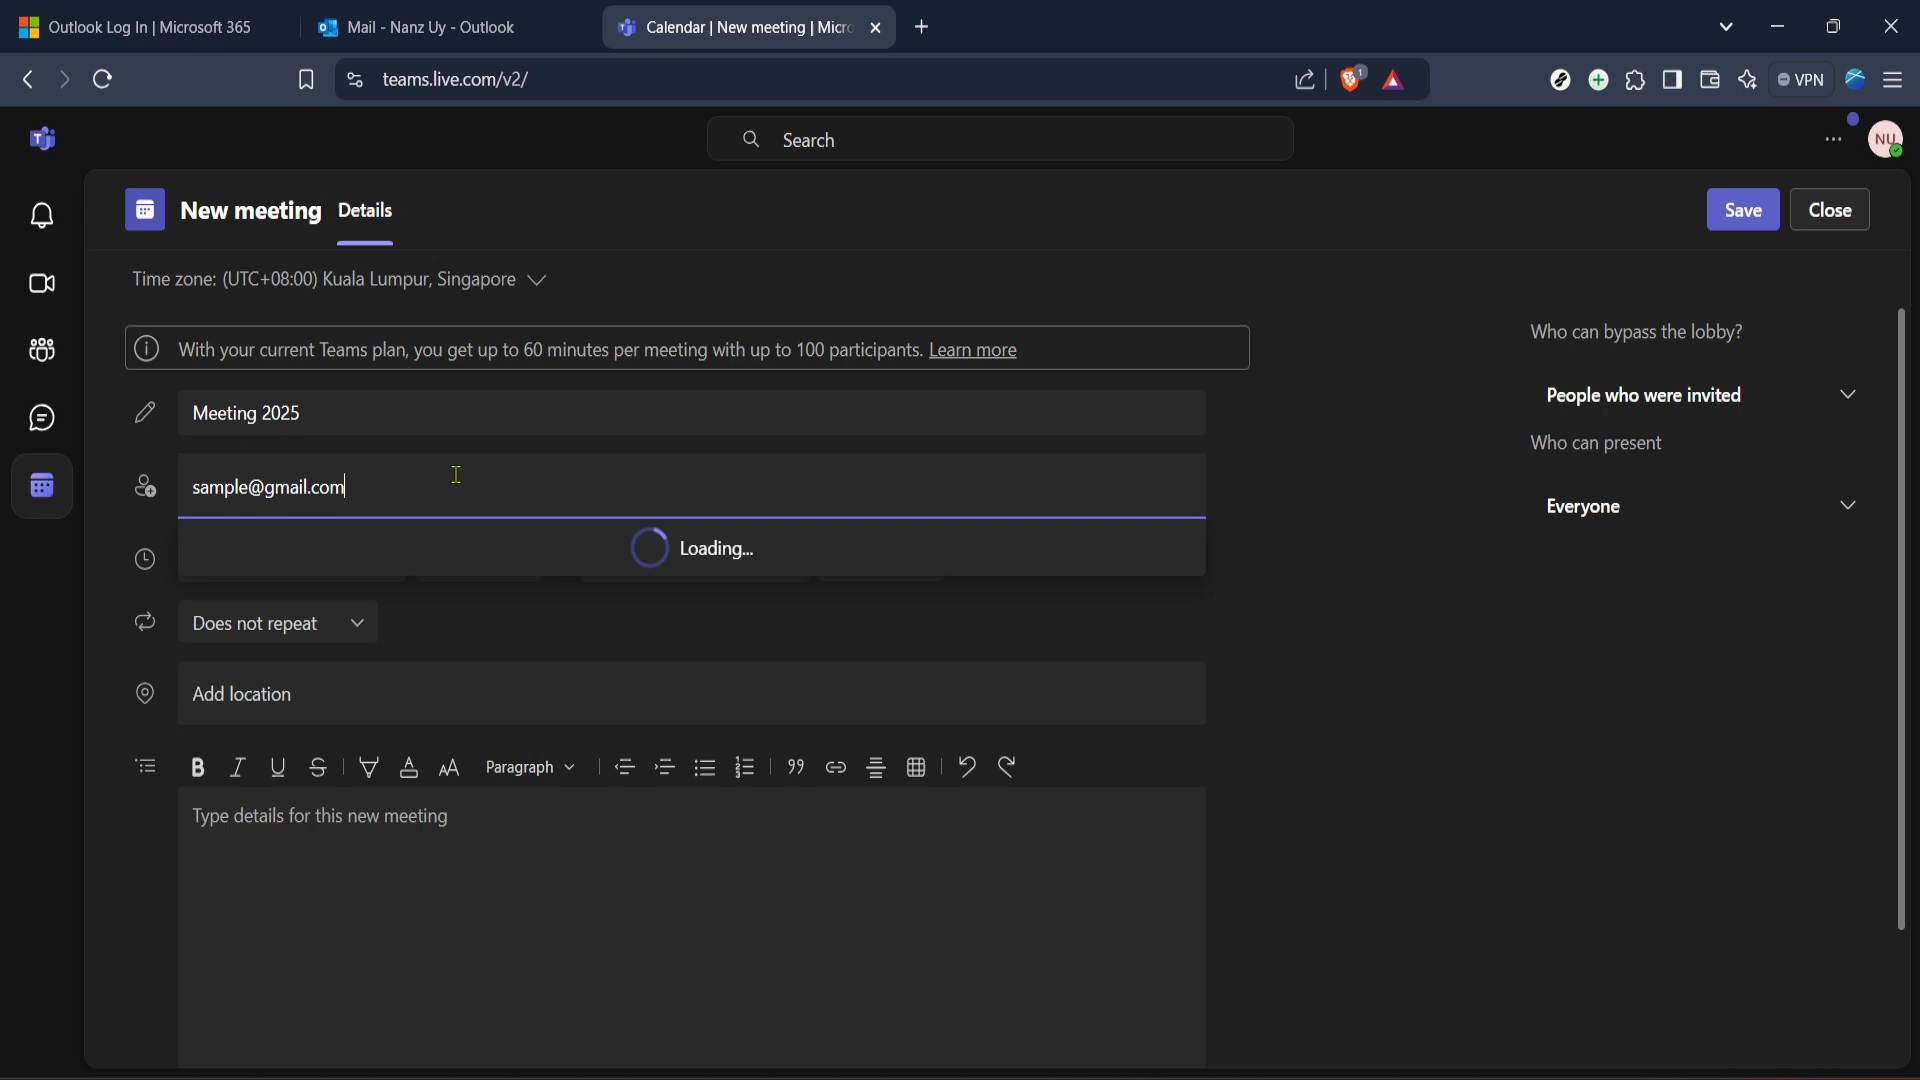 Outlook Log In | Microsoft 365
Mail - Nanz Uy - Outlook
Calendar | New meeting | Micro
teams.live.com/v2/
1
VPN
Search
NU
New meeting
Details
Save
Close
Time zone: (UTC+08:00) Kuala Lumpur, Singapore
With your current Teams plan, you get up to 60 minutes per meeting with up to 100 participants. Learn more
Who can bypass the lobby?
People who were invited
Who can present
Everyone
Meeting 2025
sample@gmail.com
Loading...
Does not repeat
Add location
Paragraph
Type details for this new meeting